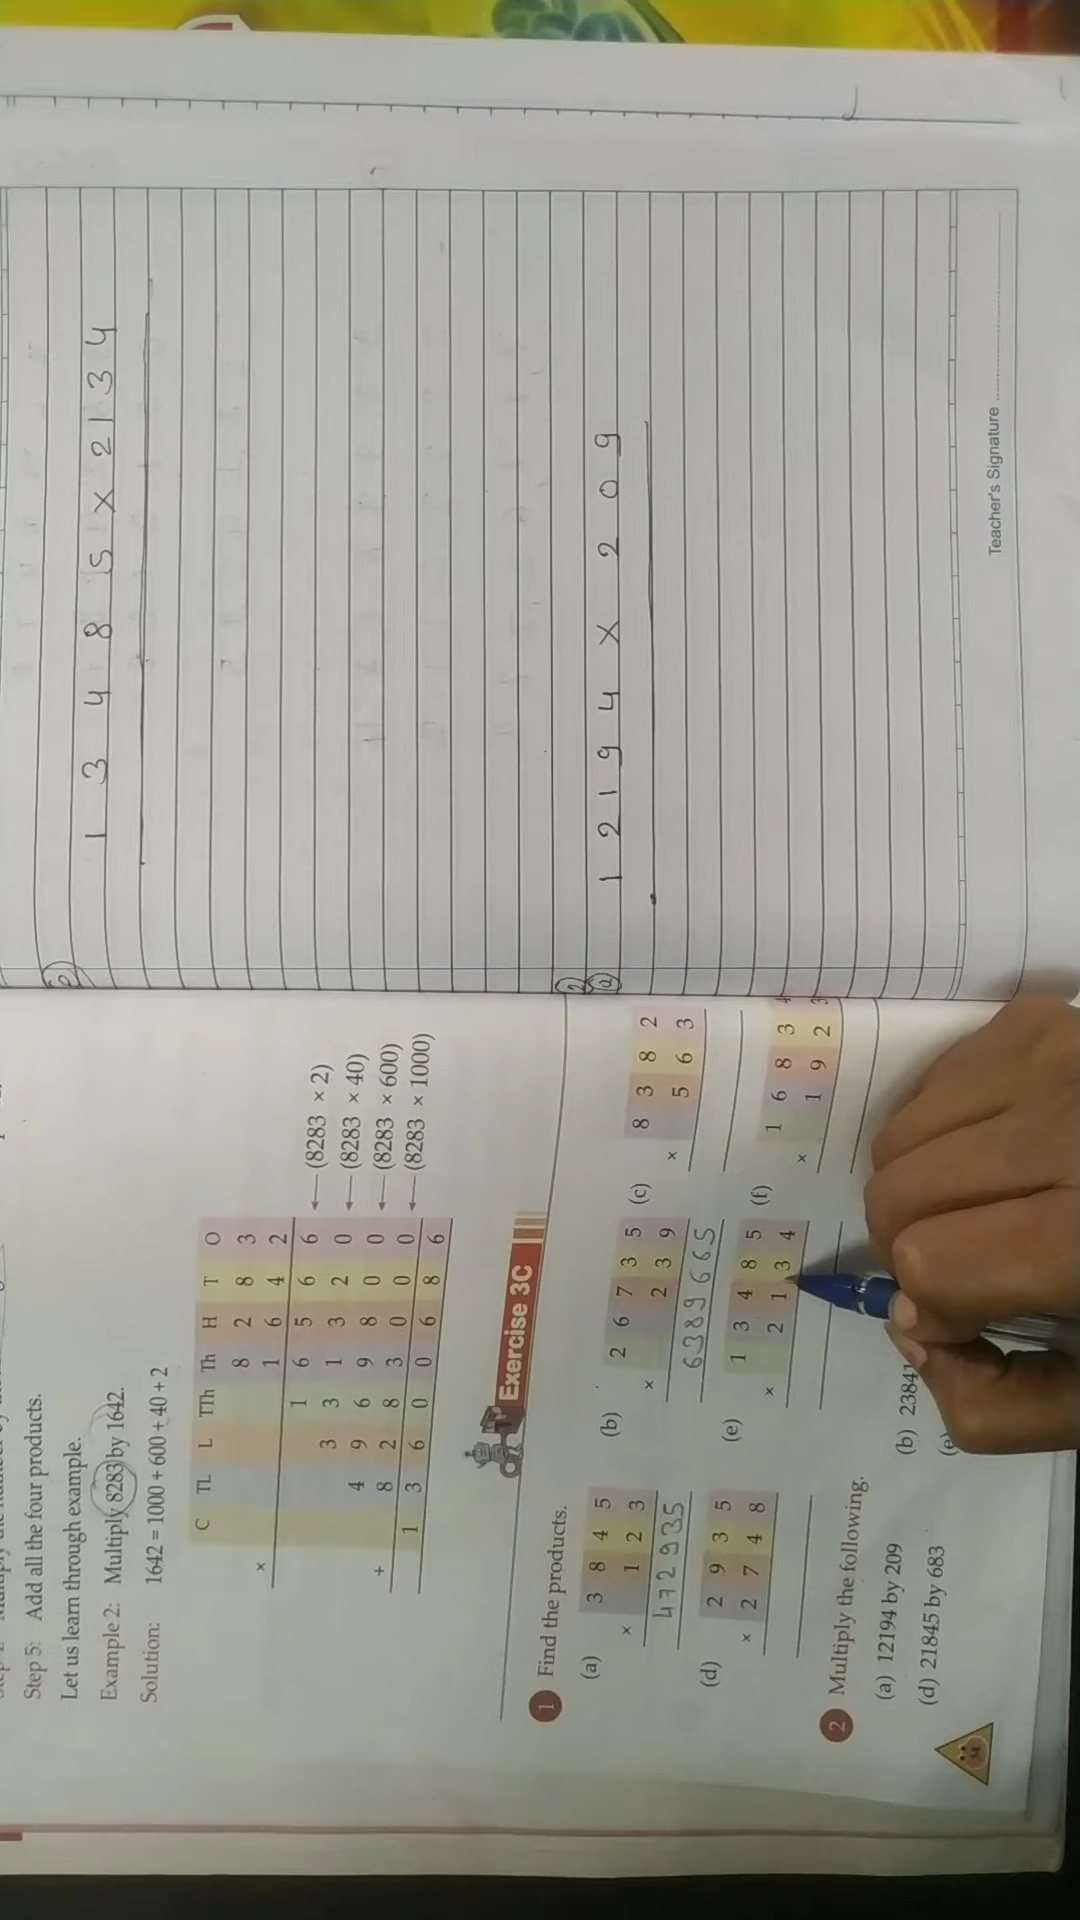 Step 5: Add all the four products.
Let us learn through example.
Example 2: Multiply 8283 by 1642.
Solution: 1642 = 1000 + 600 + 40 + 2
C TL L TTh Th H T O
8 2 8 3
× 1 6 4 2
1 6 5 6 6 ← (8283 × 2)
3 3 1 3 2 0 ← (8283 × 40)
4 9 6 9 8 0 0 ← (8283 × 600)
+ 8 2 8 3 0 0 0 ← (8283 × 1000)
1 3 6 0 0 6 8 6
Exercise 3C
1 Find the products.
(a) 3 8 4 5
× 1 2 3
472935
(b) 2 6 7 3 5
× 2 3 9
6389665
(c) 8 3 8 2
× 5 6 3
(d) 2 9 3 5
× 2 7 4 8
(e) 1 3 4 8 5
× 2 1 3 4
(f) 1 6 8 3 4
× 1 9 2 3
2 Multiply the following.
(a) 12194 by 209
(b) 23841
(d) 21845 by 683
(e)
34
(e) 1 3 4 8 5 × 2 1 3 4
(2)
(a) 1 2 1 9 4 × 2 0 9
Teacher's Signature